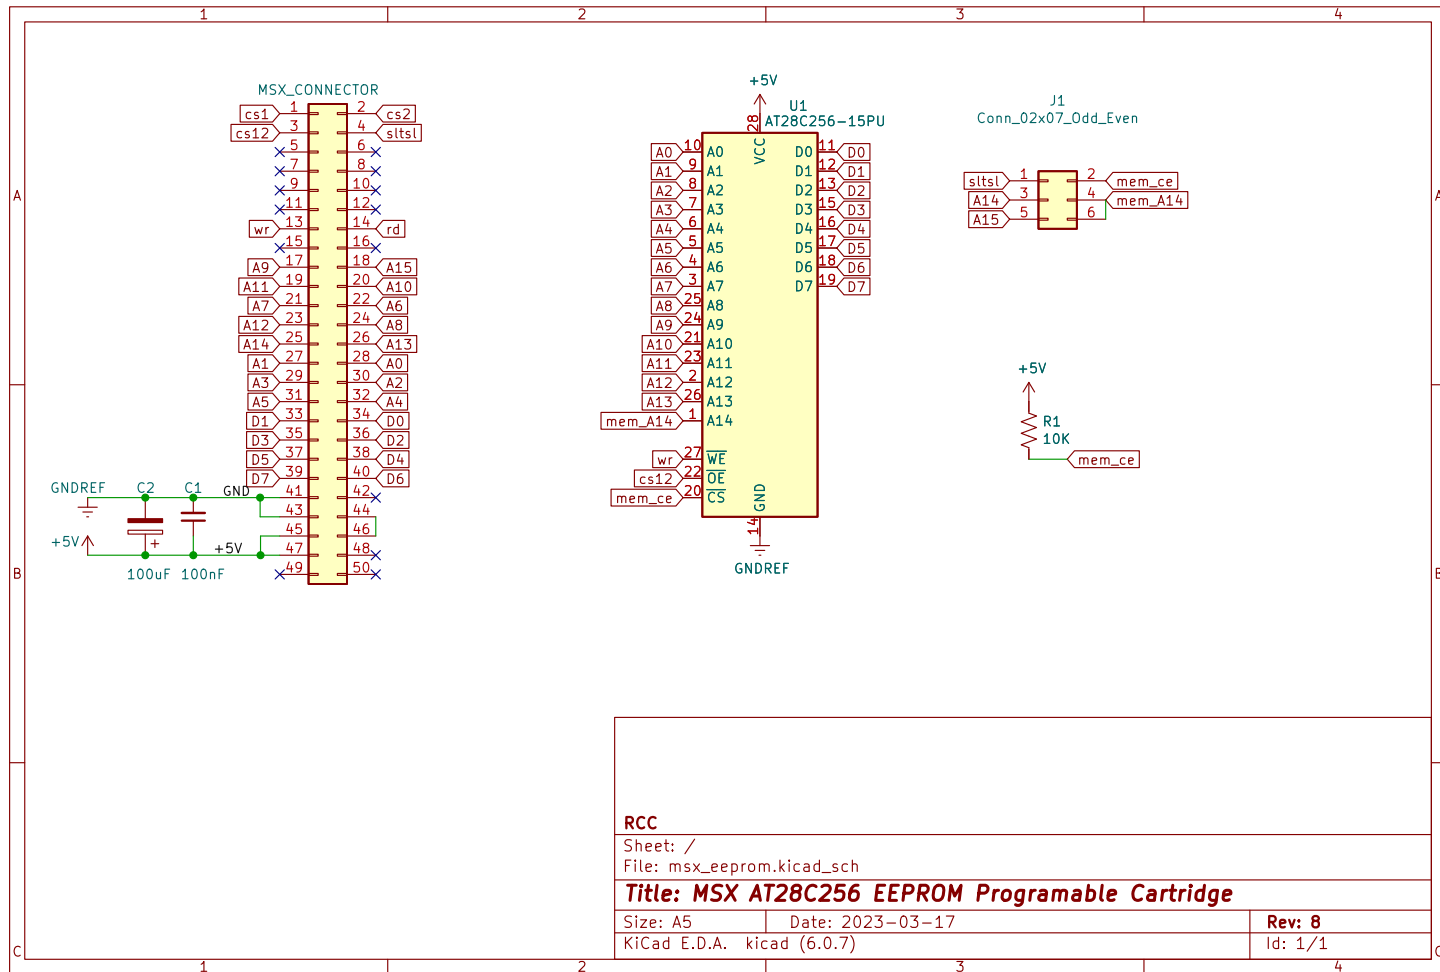 1 2 3 4
MSX_CONNECTOR
cs1 1 2 cs2
cs12 3 4 sltsl
5 6
7 8
9 10
11 12
wr 13 14 rd
15 16
A9 17 18 A15
A11 19 20 A10
A7 21 22 A6
A12 23 24 A8
A14 25 26 A13
A1 27 28 A0
A3 29 30 A2
A5 31 32 A4
D1 33 34 D0
D3 35 36 D2
D5 37 38 D4
D7 39 40 D6
GNDREF C2 C1 GND 41 42
43 44
+5V 45 46
+ +5V 47 48
100uF 100nF 49 50
+5V
U1
AT28C256-15PU
28
VCC
A0 10 A0 D0 11 D0
A1 9 A1 D1 12 D1
A2 8 A2 D2 13 D2
A3 7 A3 D3 15 D3
A4 6 A4 D4 16 D4
A5 5 A5 D5 17 D5
A6 4 A6 D6 18 D6
A7 3 A7 D7 19 D7
A8 25 A8
A9 24 A9
A10 21 A10
A11 23 A11
A12 2 A12
A13 26 A13
mem_A14 1 A14
wr 27 WE
cs12 22 OE
mem_ce 20 CS
GND
14
GNDREF
J1
Conn_02x07_Odd_Even
sltsl 1 2 mem_ce
A14 3 4 mem_A14
A15 5 6
+5V
R1
10K
mem_ce
A A
B B
C C
RCC
Sheet: /
File: msx_eeprom.kicad_sch
Title: MSX AT28C256 EEPROM Programable Cartridge
Size: A5 Date: 2023-03-17 Rev: 8
KiCad E.D.A. kicad (6.0.7) Id: 1/1
1 2 3 4